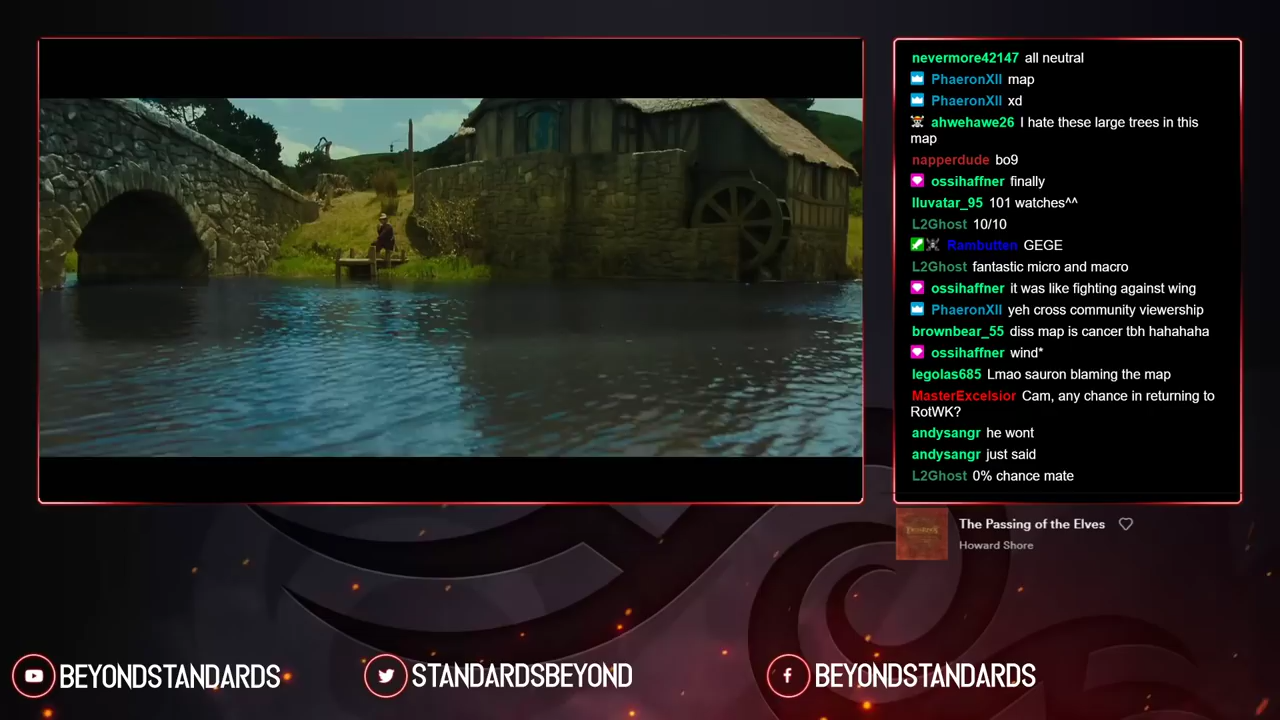 nevermore42147 all neutral
PhaeronXII map
PhaeronXII xd
ahwehawe26 I hate these large trees in this
map
napperdude bo9
ossihaffner finally
Iluvatar_95 101 watches^^
L2Ghost 10/10
Rambutten GEGE
L2Ghost fantastic micro and macro
ossihaffner it was like fighting against wing
PhaeronXII yeh cross community viewership
brownbear_55 diss map is cancer tbh hahahaha
ossihaffner wind*
legolas685 Lmao sauron blaming the map
MasterExcelsior Cam, any chance in returning to
RotWK?
andysangr he wont
andysangr just said
L2Ghost 0% chance mate
The Passing of the Elves
Howard Shore
BEYONDSTANDARDS
STANDARDSBEYOND
BEYONDSTANDARDS